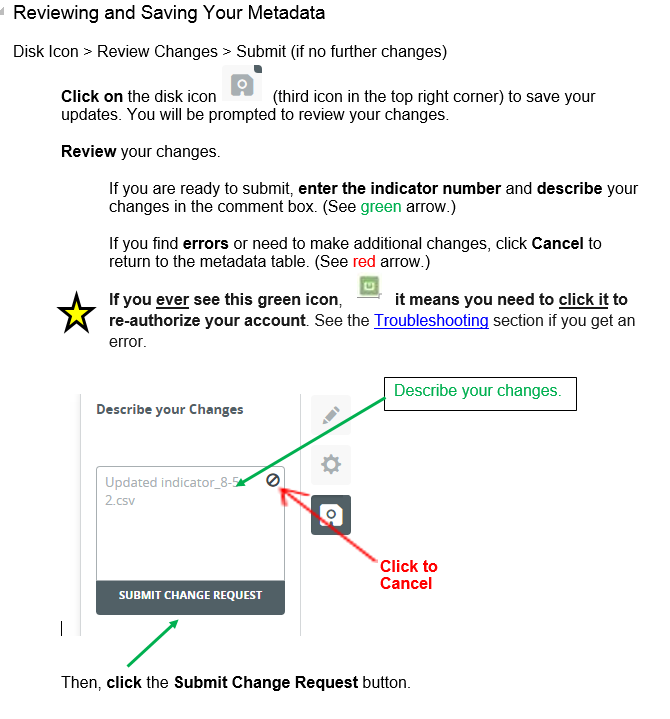 Reviewing and Saving Your Metadata
Disk Icon > Review Changes > Submit (if no further changes)
Click on the disk icon (third icon in the top right corner) to save your
updates. You will be prompted to review your changes.
Review your changes.
If you are ready to submit, enter the indicator number and describe your
changes in the comment box. (See green arrow.)
If you find errors or need to make additional changes, click Cancel to
return to the metadata table. (See red arrow.)
If you ever see this green icon, it means you need to click it to
re-authorize your account. See the Troubleshooting section if you get an
error.
Describe your changes.
Describe your Changes
Updated indicator_8-5-
2.csv
Click to
Cancel
SUBMIT CHANGE REQUEST
Then, click the Submit Change Request button.